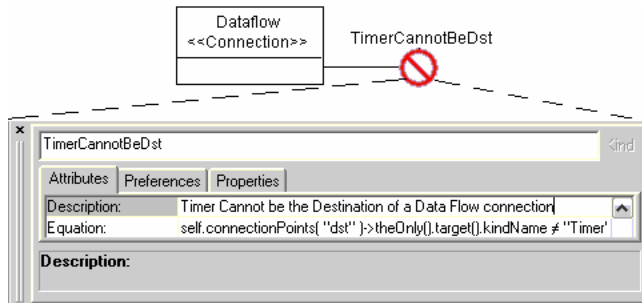 Dataflow
<<Connection>>
TimerCannotBeDst
×
TimerCannotBeDst
Kind
Attributes Preferences Properties
Description: Timer Cannot be the Destination of a Data Flow connection
Equation: self.connectionPoints( "dst" )->theOnly().target().kindName ≠ "Timer'
Description: